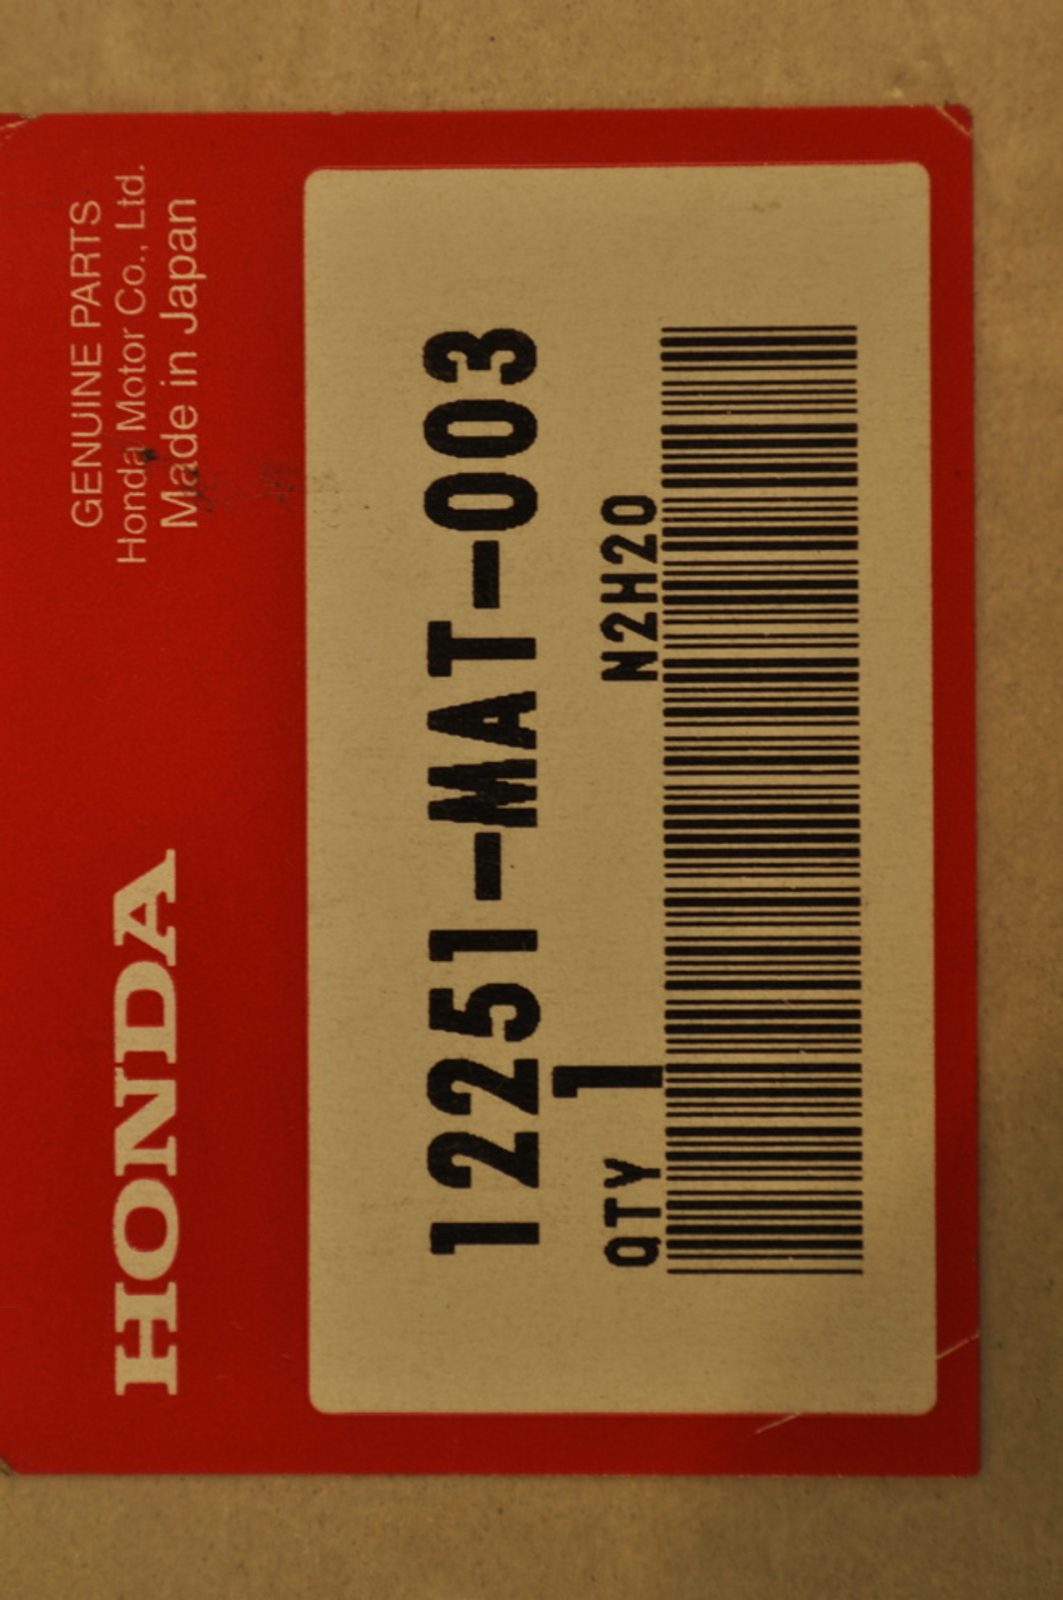 HONDA
GENUINE PARTS
Honda Motor Co., Ltd.
Made in Japan
12251-MAT-003
QTY 1 N2H20